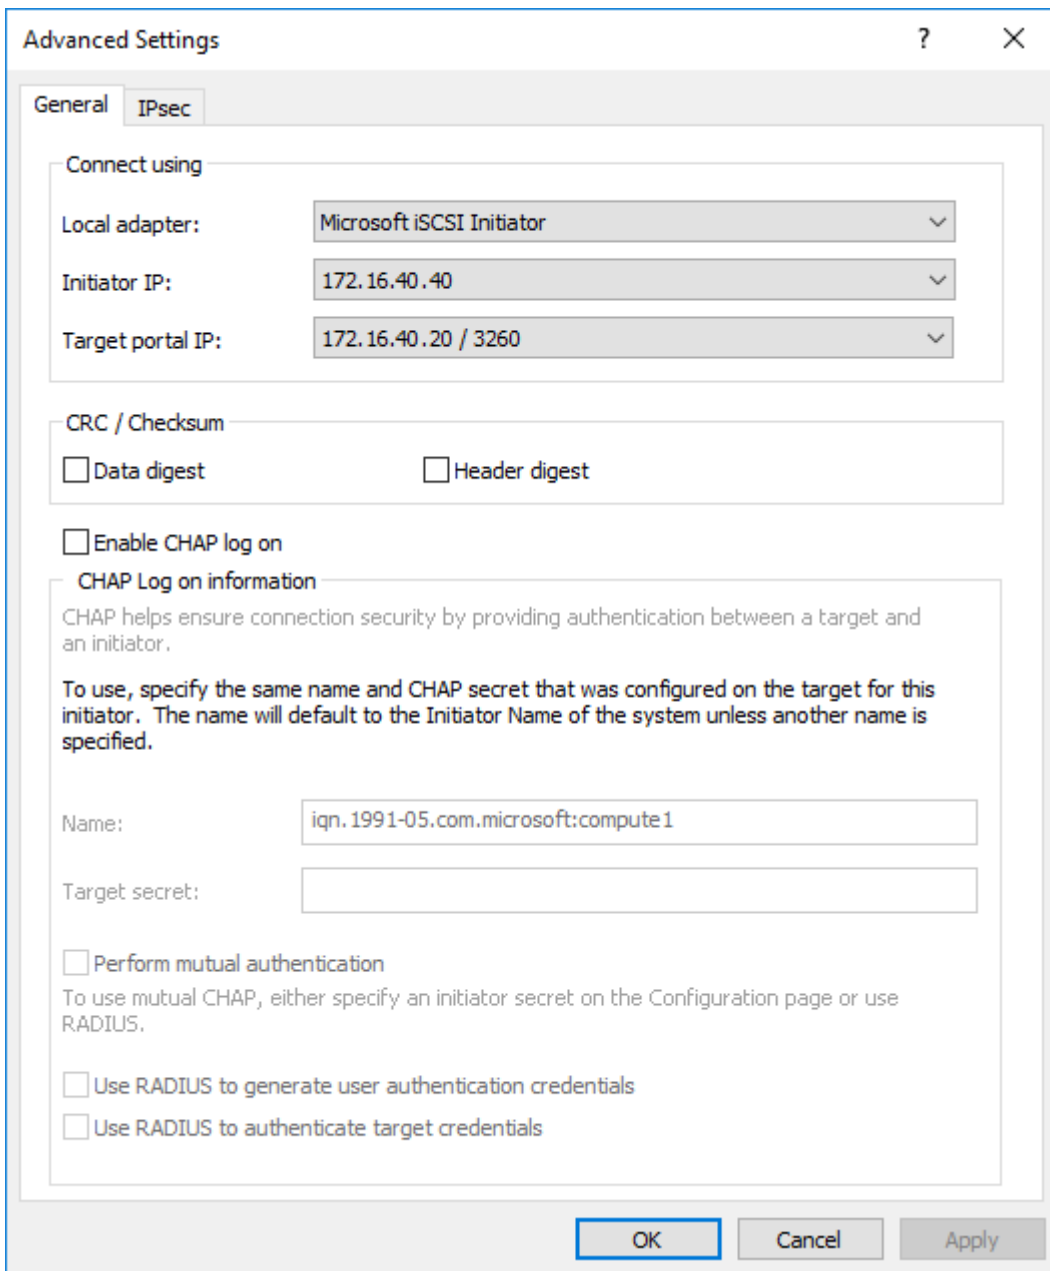 Advanced Settings
?
General
IPsec
Connect using
Local adapter:
Microsoft iSCSI Initiator
Initiator IP:
172.16.40.40
Target portal IP:
172.16.40.20 / 3260
CRC / Checksum
Data digest
Header digest
Enable CHAP log on
CHAP Log on information
CHAP helps ensure connection security by providing authentication between a target and
an initiator.
To use, specify the same name and CHAP secret that was configured on the target for this
initiator.  The name will default to the Initiator Name of the system unless another name is
specified.
Name:
iqn.1991-05.com.microsoft:compute1
Target secret:
Perform mutual authentication
To use mutual CHAP, either specify an initiator secret on the Configuration page or use
RADIUS.
Use RADIUS to generate user authentication credentials
Use RADIUS to authenticate target credentials
OK
Cancel
Apply